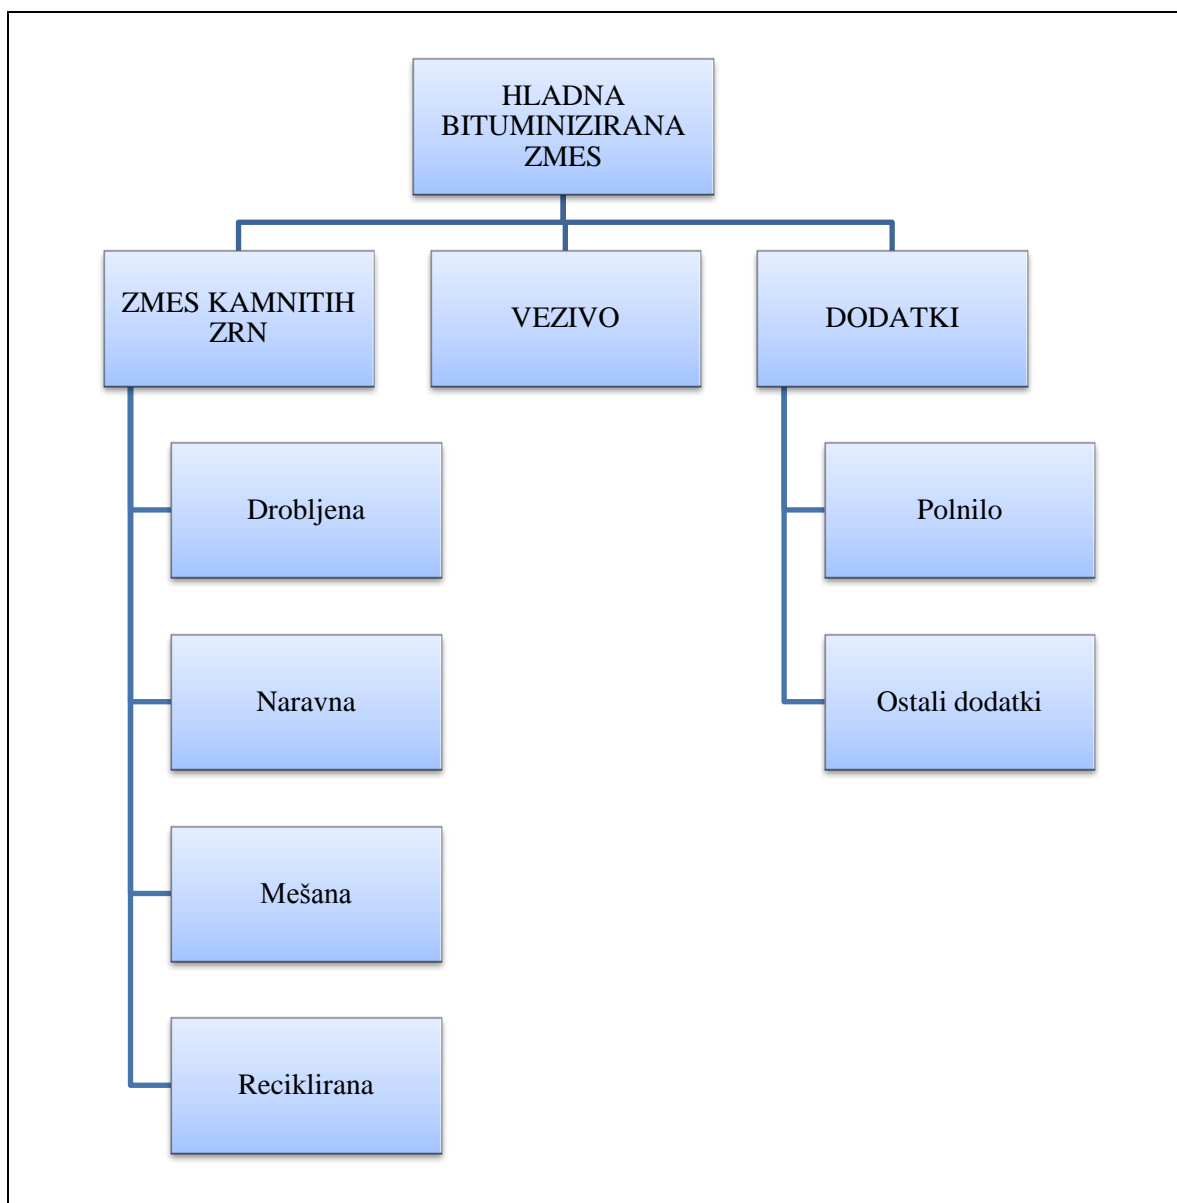 HLADNA
BITUMINIZIRANA
ZMES
ZMES KAMNITIH
ZRN
VEZIVO
DODATKI
Drobljena
Polnilo
Naravna
Ostali dodatki
Mešana
Reciklirana